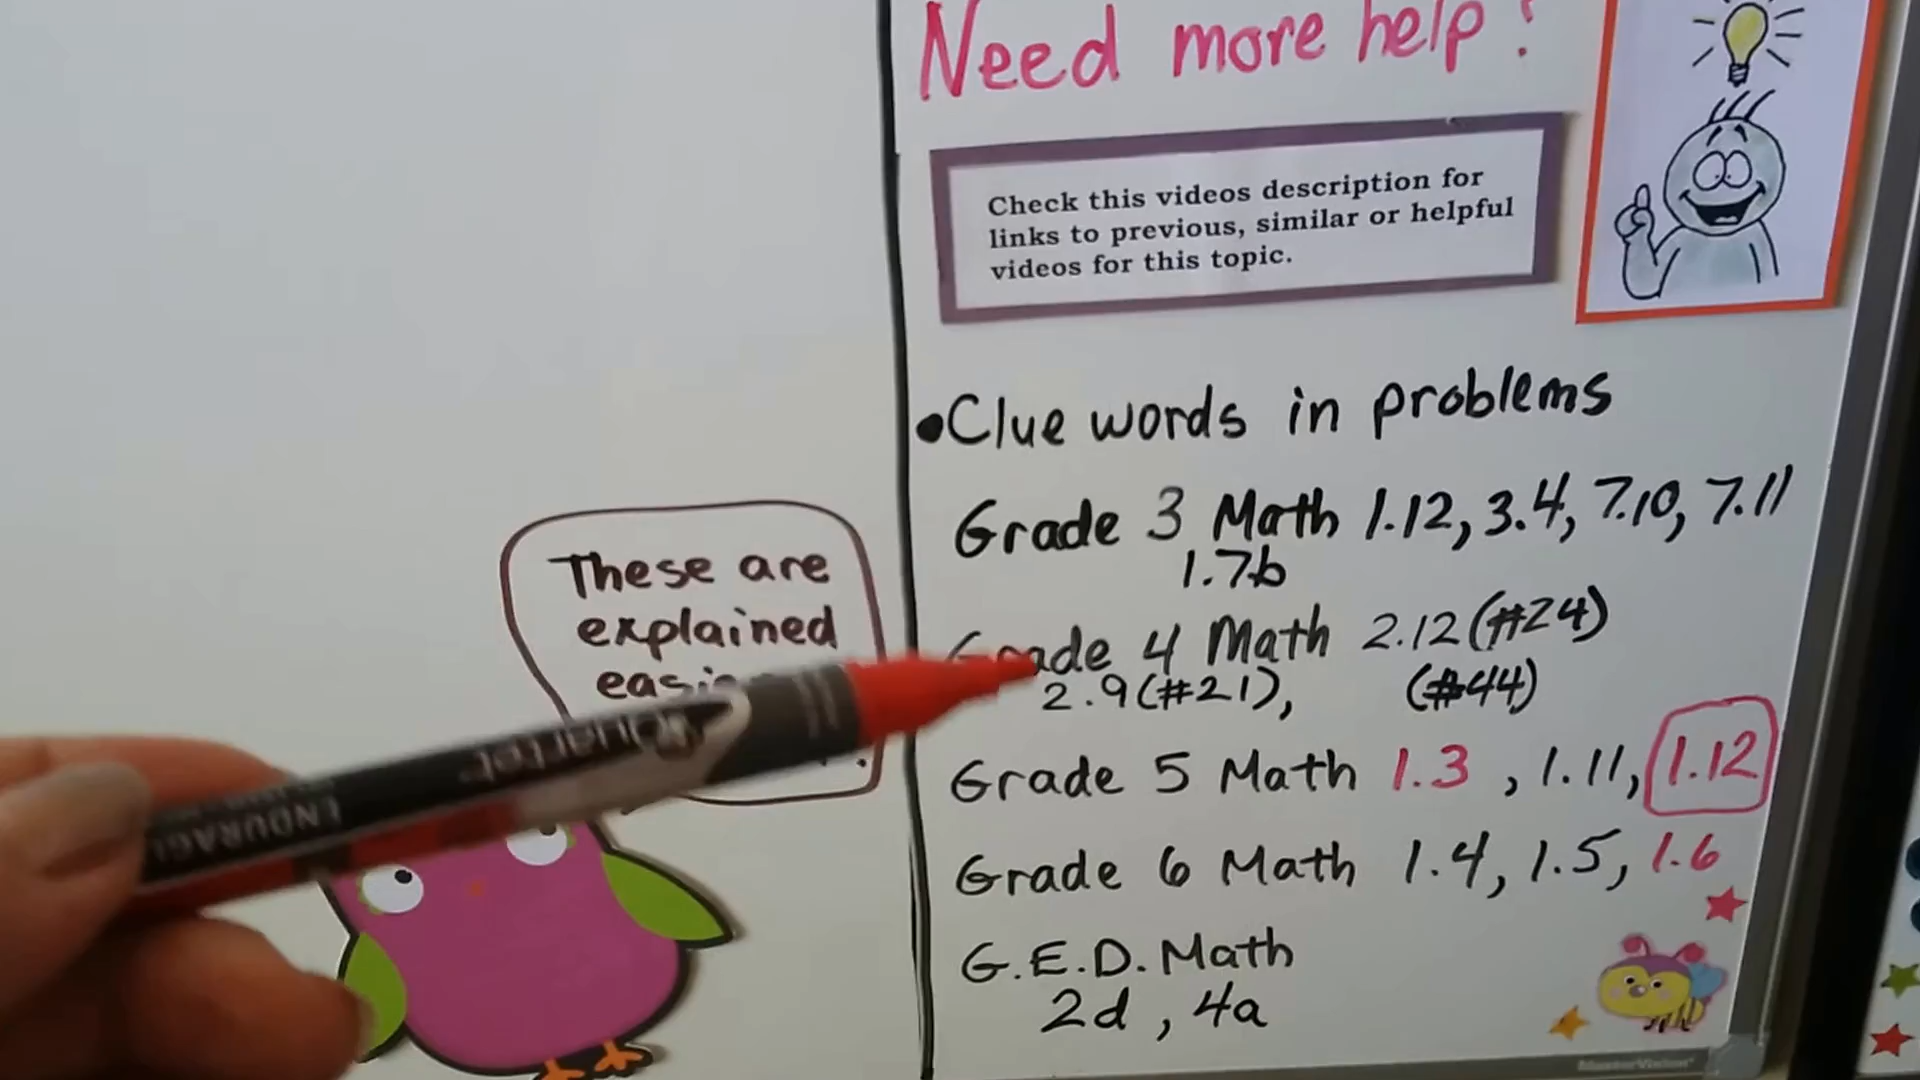 Need more help?
Check this videos description for
links to previous, similar or helpful
videos for this topic.
•Clue words in problems
Grade 3 Math 1.12, 3.4, 7.10, 7.11
1.7b
Grade 4 Math 2.12(#24)
2.9(#21), (#44)
Grade 5 Math 1.3 , 1.11, 1.12
Grade 6 Math 1.4, 1.5, 1.6
G.E.D. Math
2d , 4a
These are
explained
Quartet